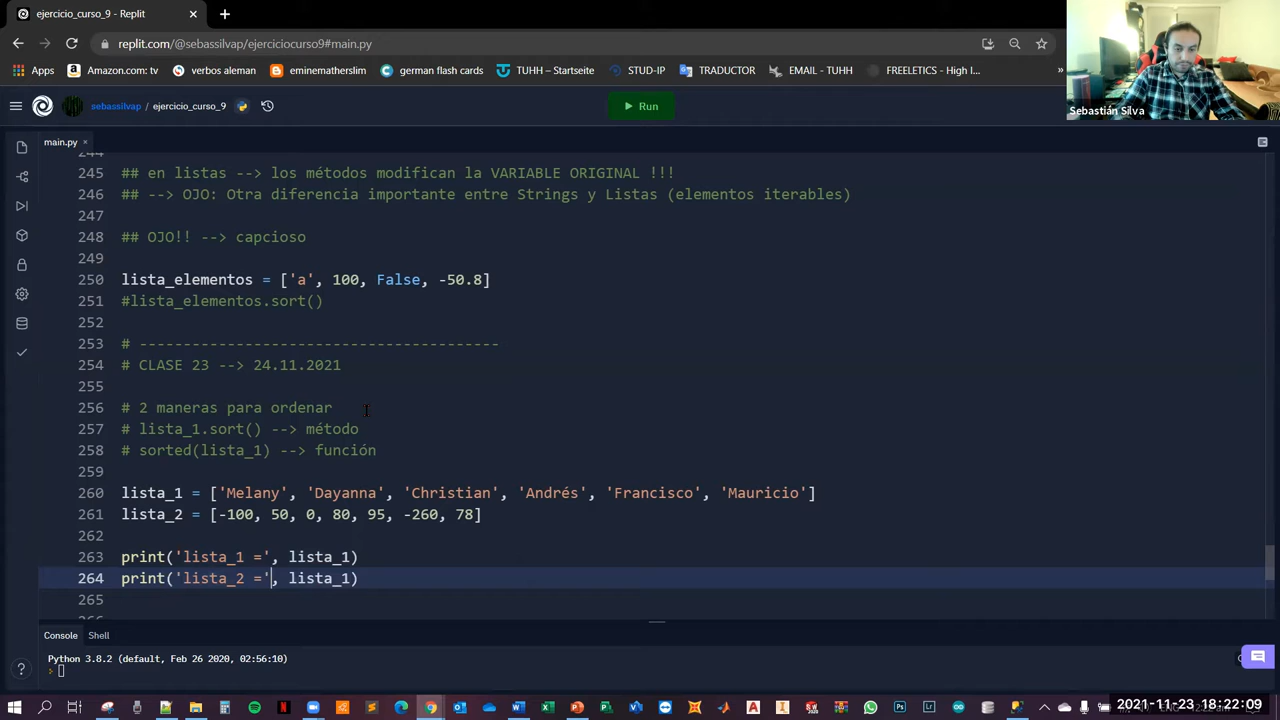 ejercicio_curso_9 - Replit
replit.com/@sebassilvap/ejerciciocurso9#main.py
Apps
Amazon.com: tv
verbos aleman
eminematherslim
german flash cards
TUHH – Startseite
STUD-IP
TRADUCTOR
EMAIL - TUHH
FREELETICS - High I...
»
Sebastián Silva
sebassilvap / ejercicio_curso_9
Run
main.py
244
245 ## en listas --> los métodos modifican la VARIABLE ORIGINAL !!!
246 ## --> OJO: Otra diferencia importante entre Strings y Listas (elementos iterables)
247
248 ## OJO!! --> capcioso
249
250 lista_elementos = ['a', 100, False, -50.8]
251 #lista_elementos.sort()
252
253 # -----------------------------------------
254 # CLASE 23 --> 24.11.2021
255
256 # 2 maneras para ordenar
257 # lista_1.sort() --> método
258 # sorted(lista_1) --> función
259
260 lista_1 = ['Melany', 'Dayanna', 'Christian', 'Andrés', 'Francisco', 'Mauricio']
261 lista_2 = [-100, 50, 0, 80, 95, -260, 78]
262
263 print('lista_1 =', lista_1)
264 print('lista_2 =', lista_1)
265
Console
Shell
Python 3.8.2 (default, Feb 26 2020, 02:56:10)
>
2021-11-23 18:22:09